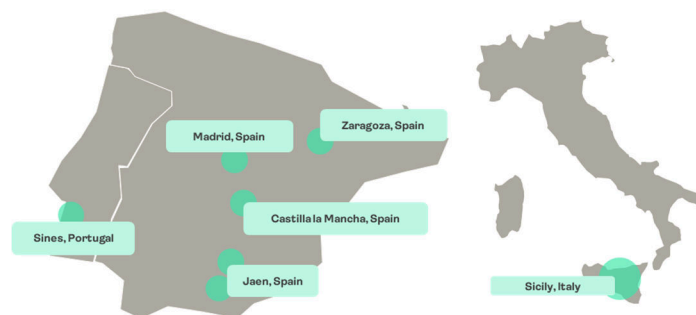 Madrid, Spain
Zaragoza, Spain
Castilla la Mancha, Spain
Sines, Portugal
Jaen, Spain
Sicily, Italy